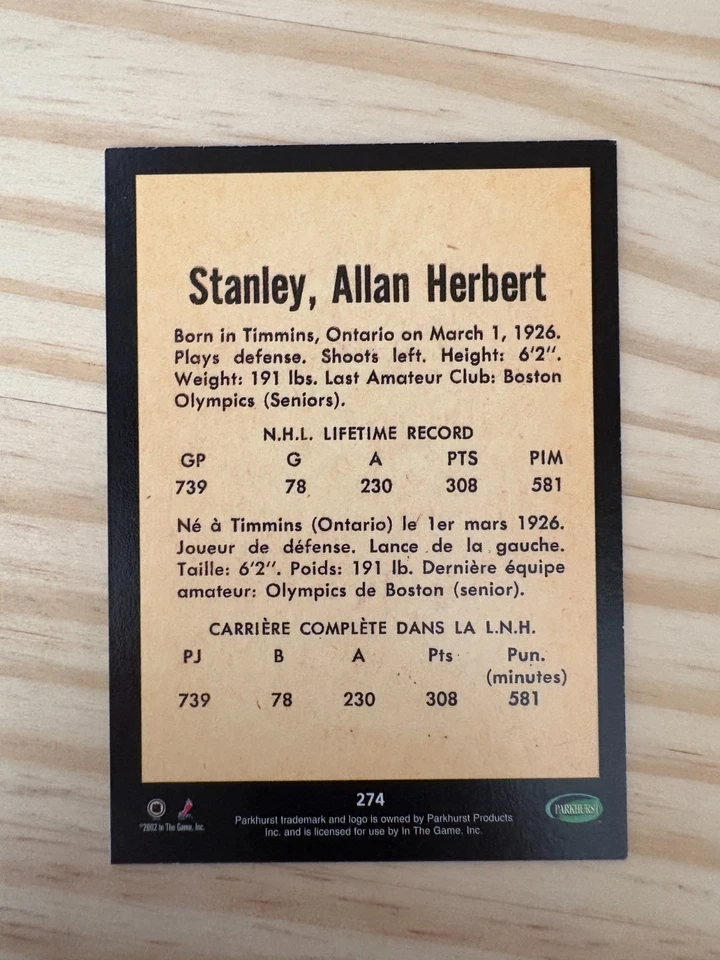 Stanley, Allan Herbert
Born in Timmins, Ontario on March 1, 1926.
Plays defense. Shoots left. Height: 6'2".
Weight: 191 lbs. Last Amateur Club: Boston
Olympics (Seniors).
N.H.L. LIFETIME RECORD
GP G A PTS PIM
739 78 230 308 581
Né à Timmins (Ontario) le 1er mars 1926.
Joueur de défense. Lance de la gauche.
Taille: 6'2". Poids: 191 lb. Dernière équipe
amateur: Olympics de Boston (senior).
CARRIÈRE COMPLÈTE DANS LA L.N.H.
PJ B A Pts Pun.
(minutes)
739 78 230 308 581
274
Parkhurst trademark and logo is owned by Parkhurst Products
Inc. and is licensed for use by In The Game, Inc.
©2002 In The Game, Inc.
PARKHURST